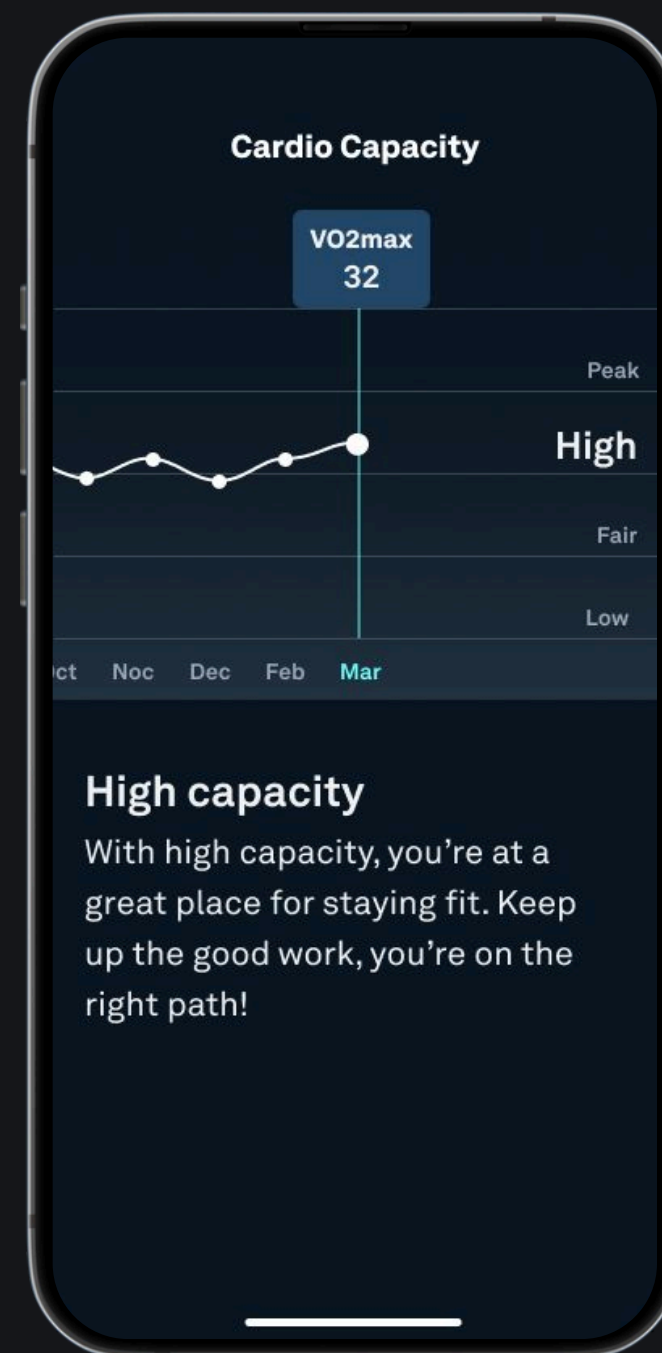 Cardio Capacity
VO2max
32
Peak
High
Fair
Low
ct Noc Dec Feb Mar
High capacity
With high capacity, you’re at a
great place for staying fit. Keep
up the good work, you’re on the
right path!